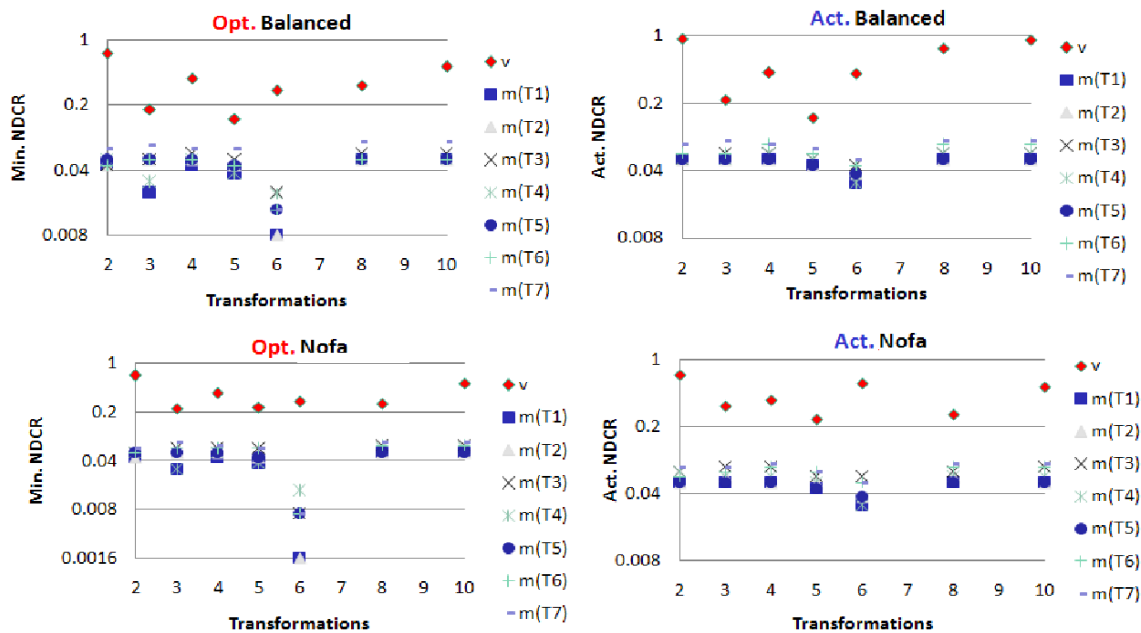 Opt. Balanced
Min. NDCR
1
0.2
0.04
0.008
2 3 4 5 6 7 8 9 10
Transformations
v
m(T1)
m(T2)
m(T3)
m(T4)
m(T5)
m(T6)
m(T7)
Act. Balanced
Act. NDCR
1
0.2
0.04
0.008
2 3 4 5 6 7 8 9 10
Transformations
v
m(T1)
m(T2)
m(T3)
m(T4)
m(T5)
m(T6)
m(T7)
Opt. Nofa
Min. NDCR
1
0.2
0.04
0.008
0.0016
2 3 4 5 6 7 8 9 10
Transformations
v
m(T1)
m(T2)
m(T3)
m(T4)
m(T5)
m(T6)
m(T7)
Act. Nofa
Act. NDCR
1
0.2
0.04
0.008
2 3 4 5 6 7 8 9 10
Transformations
v
m(T1)
m(T2)
m(T3)
m(T4)
m(T5)
m(T6)
m(T7)